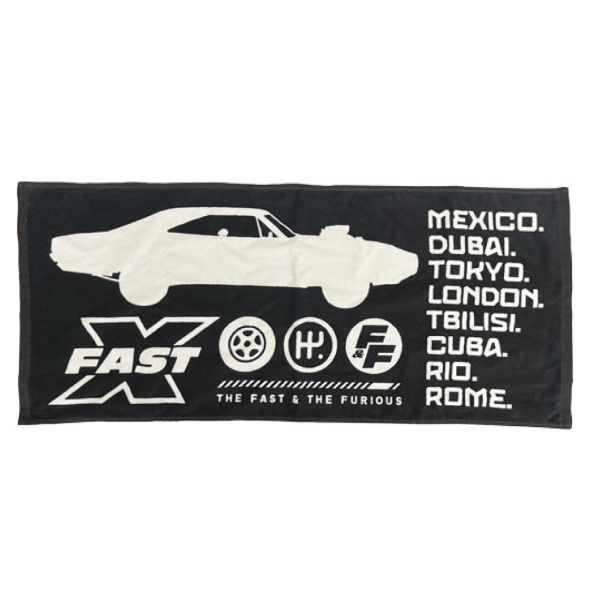 MEXICO.
DUBAI.
TOKYO.
LONDON.
TBILISI.
CUBA.
RIO.
ROME.
FAST X
H.
F&F
THE FAST & THE FURIOUS